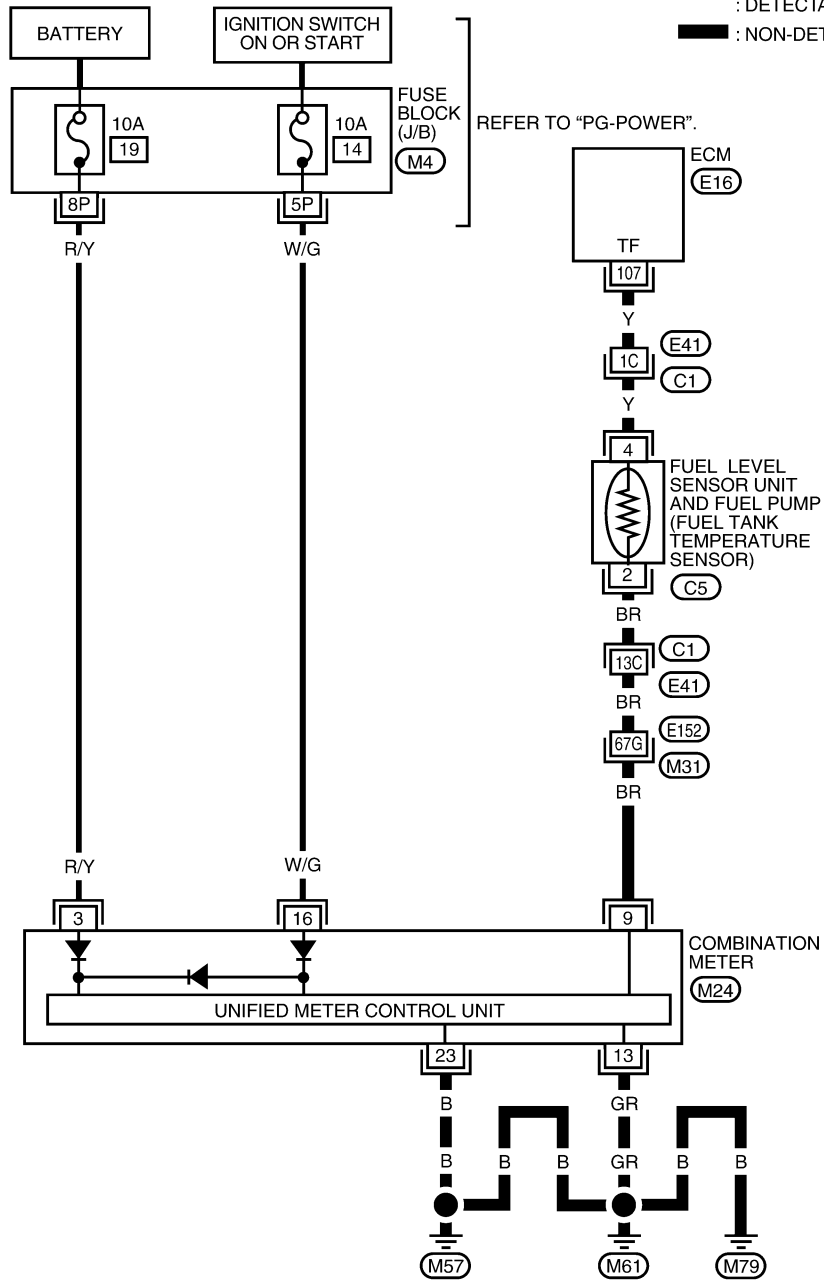 : DETECTA
: NON-DET
BATTERY
IGNITION SWITCH
ON OR START
FUSE
BLOCK
(J/B)
M4
10A
19
10A
14
REFER TO “PG-POWER”.
8P
5P
R/Y
W/G
ECM
E16
TF
107
Y
1C
E41
C1
Y
4
FUEL LEVEL
SENSOR UNIT
AND FUEL PUMP
(FUEL TANK
TEMPERATURE
SENSOR)
2
C5
BR
13C
C1
E41
BR
67G
E152
M31
BR
R/Y
W/G
3
16
9
COMBINATION
METER
M24
UNIFIED METER CONTROL UNIT
23
13
B
GR
B
B
B
GR
B
B
M57
M61
M79